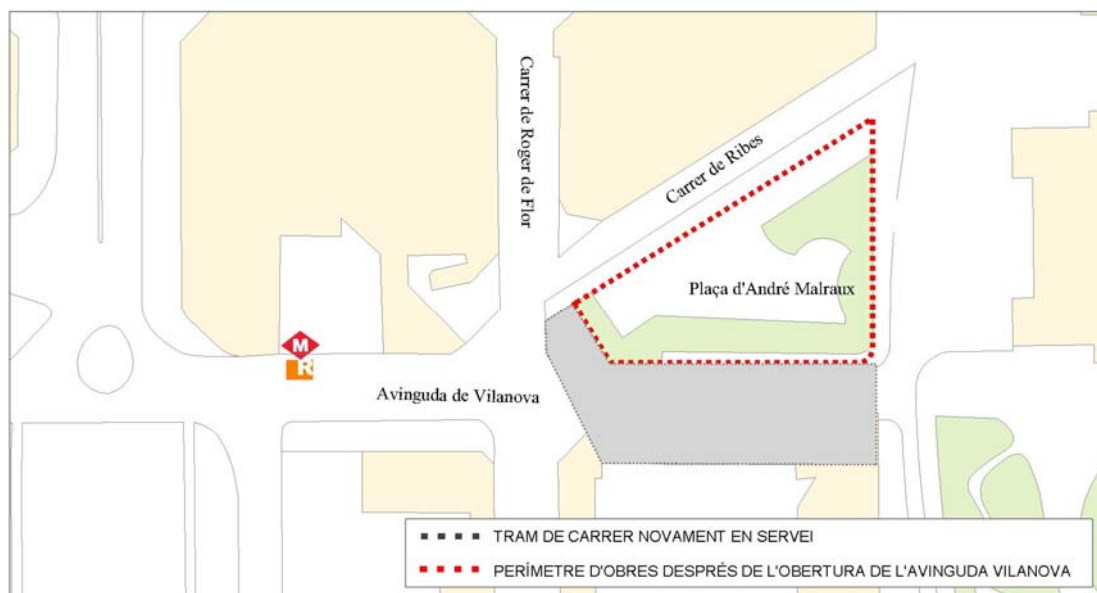 Carrer de Roger de Flor
Carrer de Ribes
Plaça d'André Malraux
M
R
Avinguda de Vilanova
TRAM DE CARRER NOVAMENT EN SERVEI
PERÍMETRE D'OBRES DESPRÉS DE L'OBERTURA DE L'AVINGUDA VILANOVA